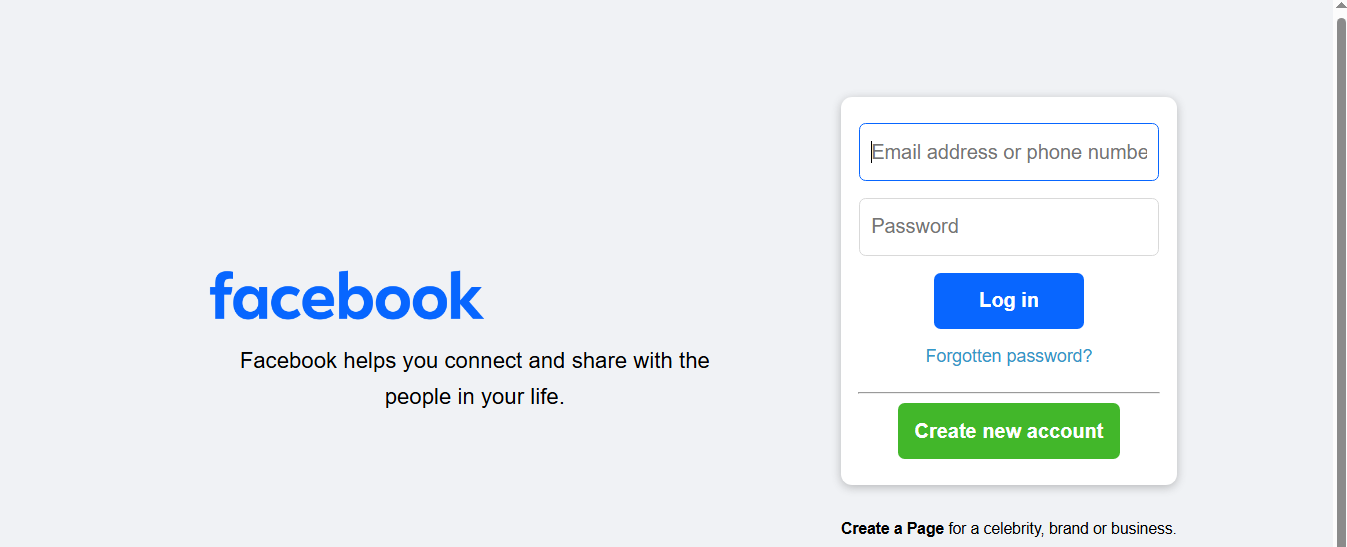 facebook
Facebook helps you connect and share with the
people in your life.
Email address or phone numbe
Password
Log in
Forgotten password?
Create new account
Create a Page for a celebrity, brand or business.